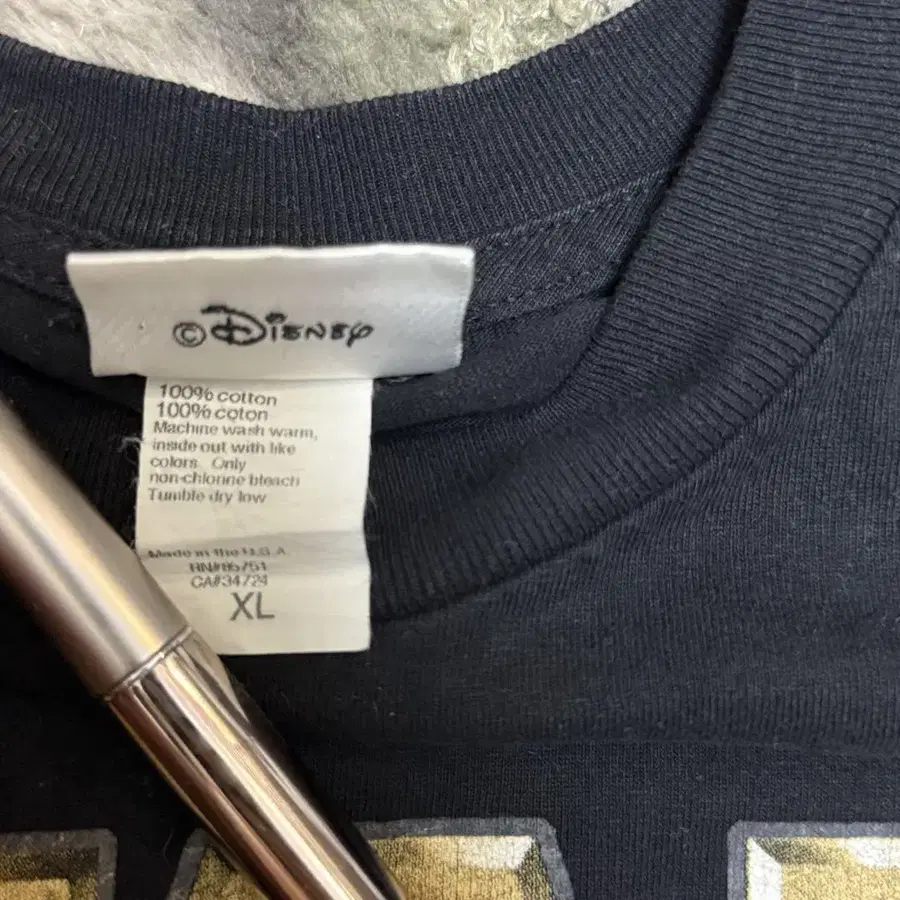 ©Disney
100% cotton
100% coton
Machine wash warm,
inside out with like
colors. Only
non-chlorine bleach
Tumble dry low
Made in the U.S.A.
RN#85751
CA#34724
XL